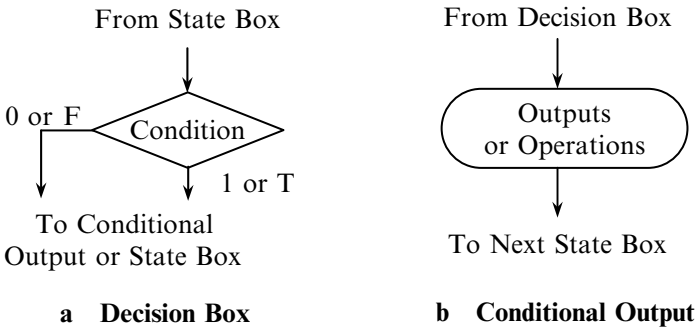 From State Box
0 or F
Condition
1 or T
To Conditional
Output or State Box
a Decision Box
From Decision Box
Outputs
or Operations
To Next State Box
b Conditional Output